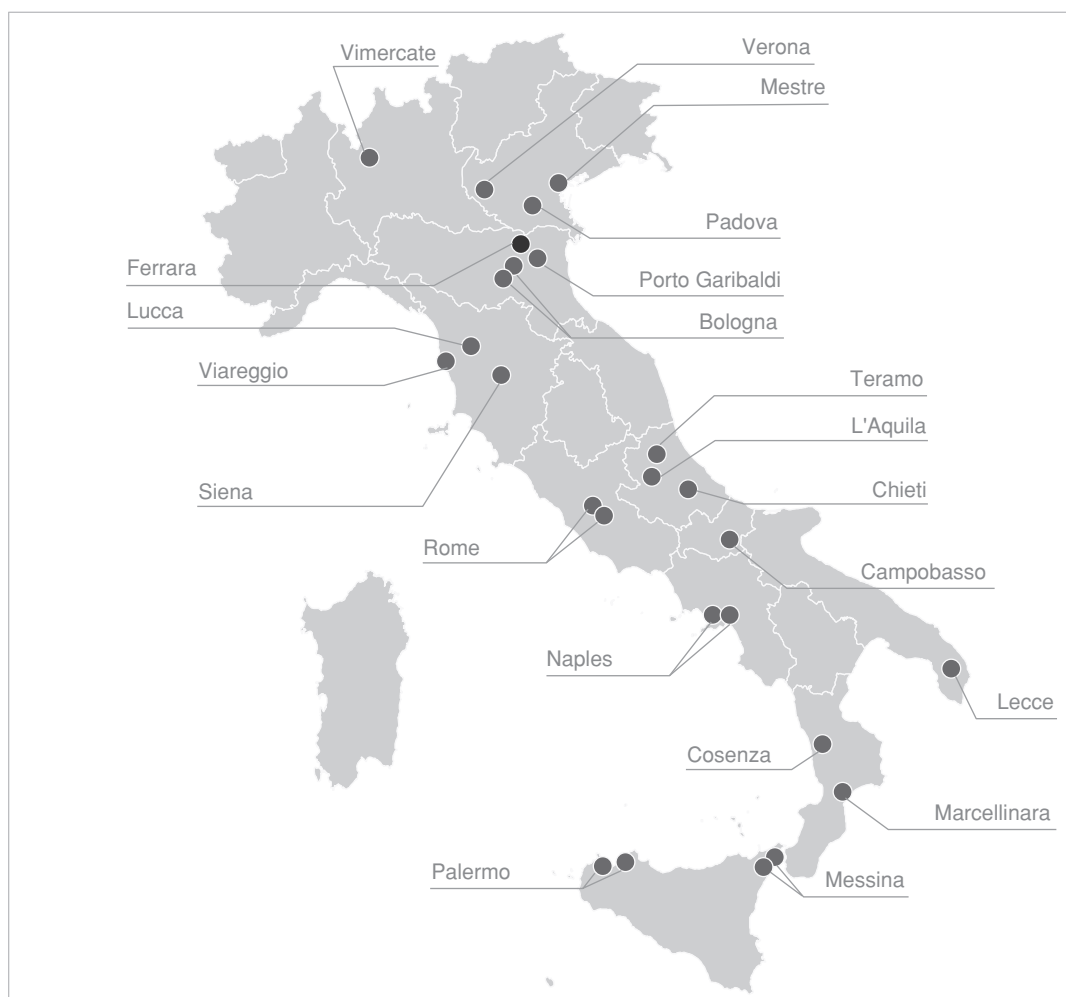 Verona
Vimercate
Mestre
Padova
Ferrara
Porto Garibaldi
Lucca
Bologna
Viareggio
Teramo
L'Aquila
Siena
Chieti
Rome
Campobasso
Naples
Lecce
Cosenza
Marcellinara
Palermo
Messina